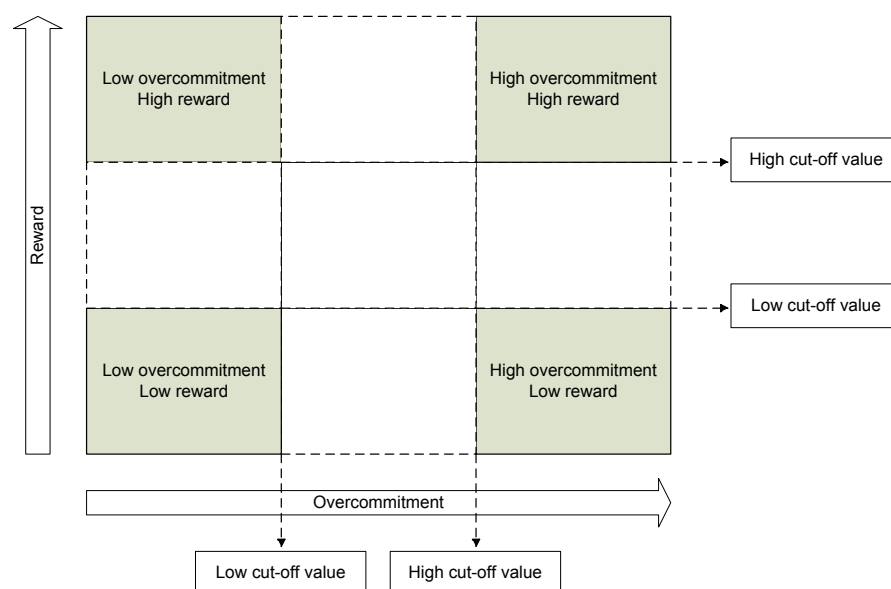 Low overcommitment
High reward
High overcommitment
High reward
High cut-off value
Reward
Low cut-off value
Low overcommitment
Low reward
High overcommitment
Low reward
Overcommitment
Low cut-off value
High cut-off value